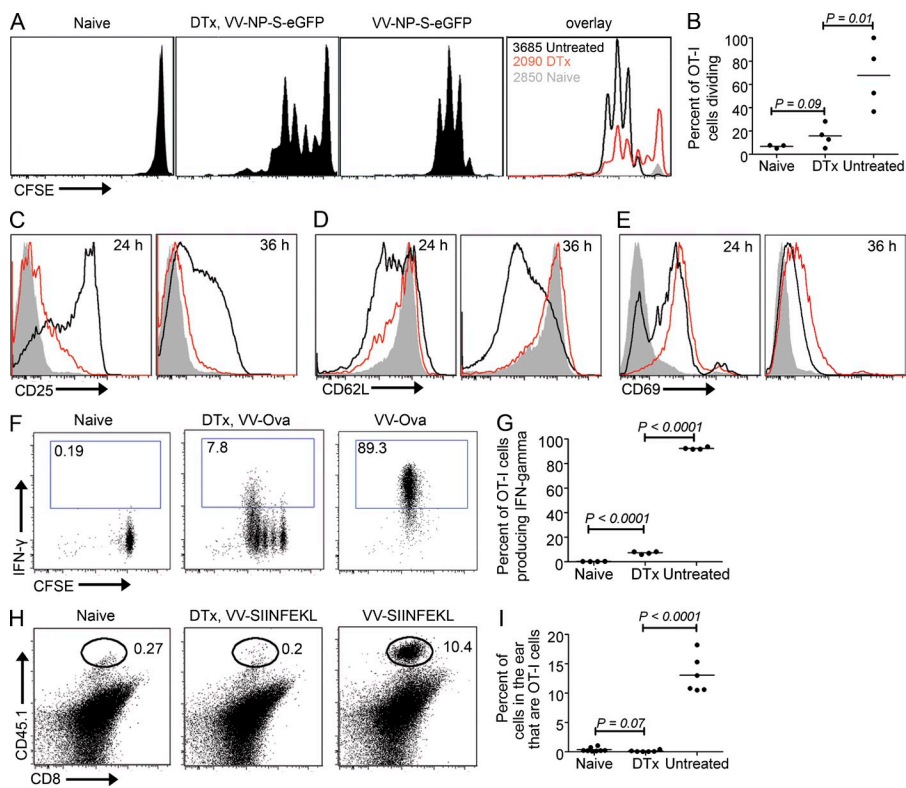 A
Naive
DTx, VV-NP-S-eGFP
VV-NP-S-eGFP
overlay
3685 Untreated
2090 DTx
2850 Naive
CFSE
B
P = 0.01
P = 0.09
Percent of OT-I
cells dividing
100
80
60
40
20
0
Naive
DTx
Untreated
C
24 h
36 h
CD25
D
24 h
36 h
CD62L
E
24 h
36 h
CD69
F
Naive
DTx, VV-Ova
VV-Ova
0.19
7.8
89.3
IFN-γ
CFSE
G
P < 0.0001
P < 0.0001
Percent of OT-I cells
producing IFN-gamma
100
80
60
40
20
0
Naive
DTx
Untreated
H
Naive
DTx, VV-SIINFEKL
VV-SIINFEKL
0.27
0.2
10.4
CD45.1
CD8
I
P < 0.0001
P = 0.07
Percent of
cells in the ear
that are OT-I cells
20
15
10
5
0
Naive
DTx
Untreated